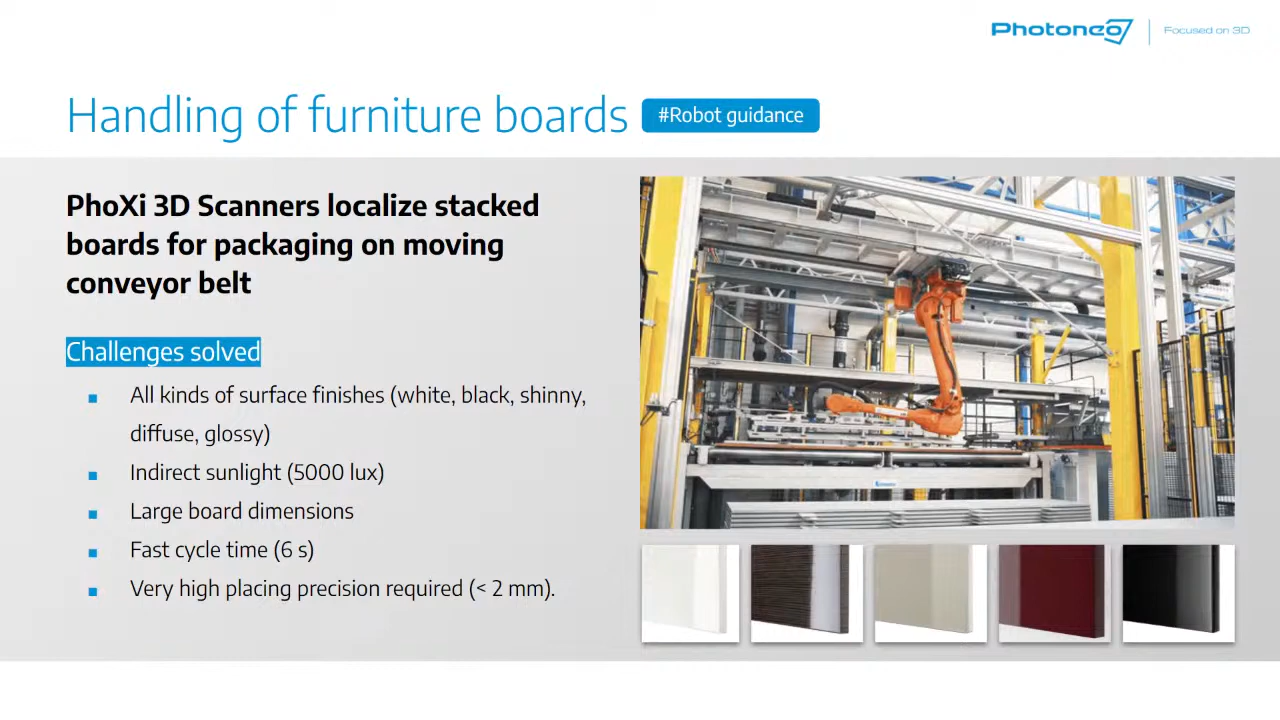 Photoneo
Focused on 3D
Handling of furniture boards
#Robot guidance
PhoXi 3D Scanners localize stacked
boards for packaging on moving
conveyor belt
Challenges solved
All kinds of surface finishes (white, black, shinny,
diffuse, glossy)
Indirect sunlight (5000 lux)
Large board dimensions
Fast cycle time (6 s)
Very high placing precision required (< 2 mm).